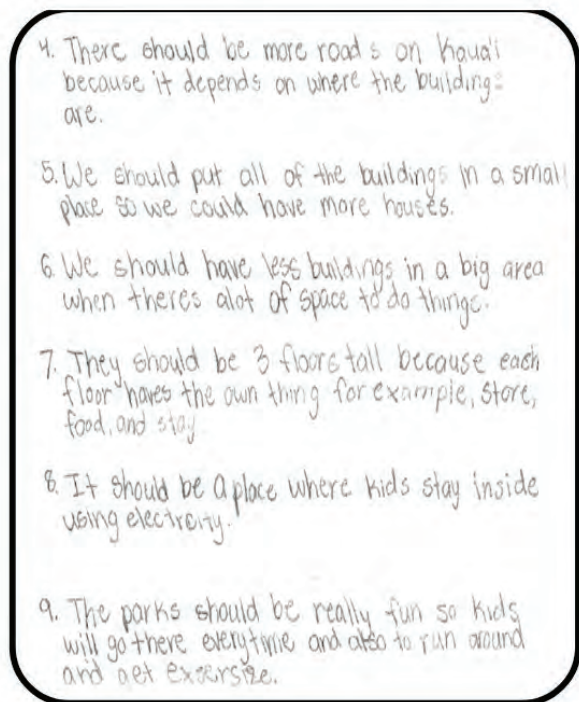 4. There should be more roads on Kaua'i
because it depends on where the buildings
are.
5. We should put all of the buildings in a small
place so we could have more houses.
6. We should have less buildings in a big area
when theres alot of space to do things.
7. They should be 3 floors tall because each
floor haves the own thing for example, store,
food, and stay
8. It should be a place where kids stay inside
using electrcity.
9. The parks should be really fun so kids
will go there everytime and also to run around
and get excersize.